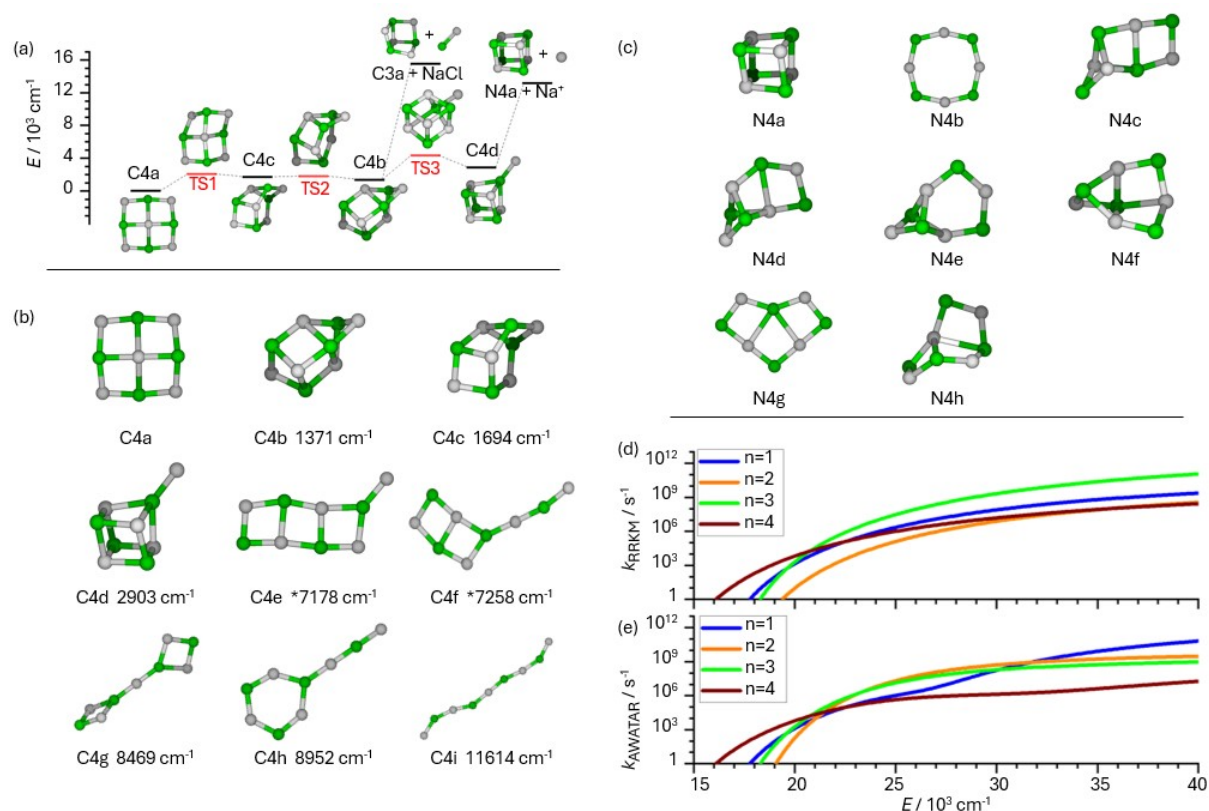 (a)
16
12
8
4
0
E / 10³ cm⁻¹
C4a
TS1
C4c
TS2
C4b
TS3
C4d
+
C3a + NaCl
+
N4a + Na⁺
(b)
C4a
C4b 1371 cm⁻¹
C4c 1694 cm⁻¹
C4d 2903 cm⁻¹
C4e *7178 cm⁻¹
C4f *7258 cm⁻¹
C4g 8469 cm⁻¹
C4h 8952 cm⁻¹
C4i 11614 cm⁻¹
(c)
N4a
N4b
N4c
N4d
N4e
N4f
N4g
N4h
(d)
n=1
n=2
n=3
n=4
10¹²
10⁹
10⁶
10³
1
kRRKM / s⁻¹
(e)
n=1
n=2
n=3
n=4
10¹²
10⁹
10⁶
10³
1
kAWATAR / s⁻¹
15 20 25 30 35 40
E / 10³ cm⁻¹